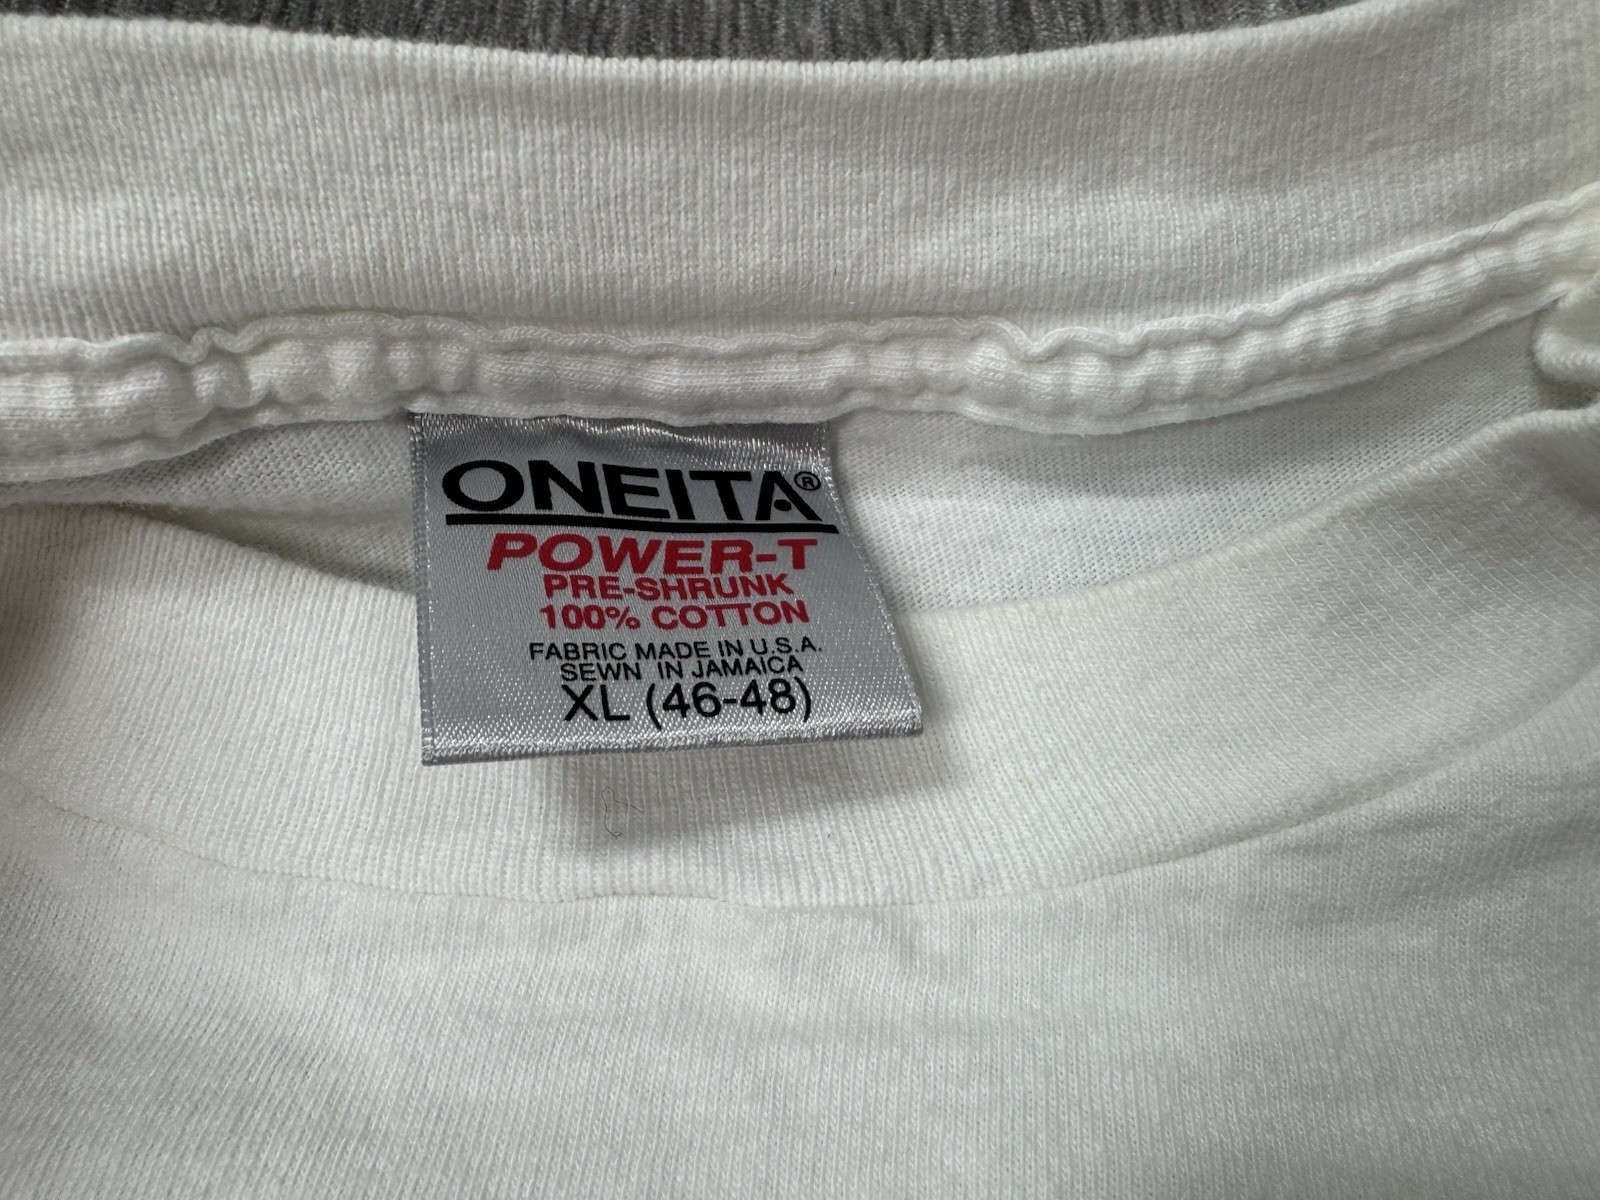 ONEITA®
POWER-T
PRE-SHRUNK
100% COTTON
FABRIC MADE IN U.S.A.
SEWN IN JAMAICA
XL (46-48)